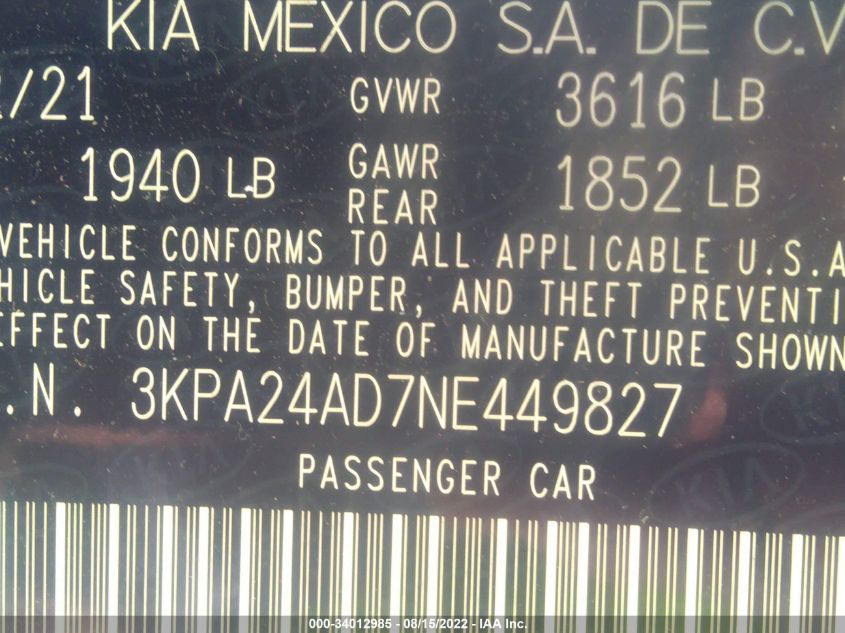 KIA MEXICO S.A. DE C.V
/21 GVWR 3616 LB
1940 LB GAWR REAR 1852 LB
VEHICLE CONFORMS TO ALL APPLICABLE U.S.A
HICLE SAFETY, BUMPER, AND THEFT PREVENTI
EFFECT ON THE DATE OF MANUFACTURE SHOWN
.N. 3KPA24AD7NE449827
PASSENGER CAR
000-34012985 - 08/15/2022 - IAA Inc.